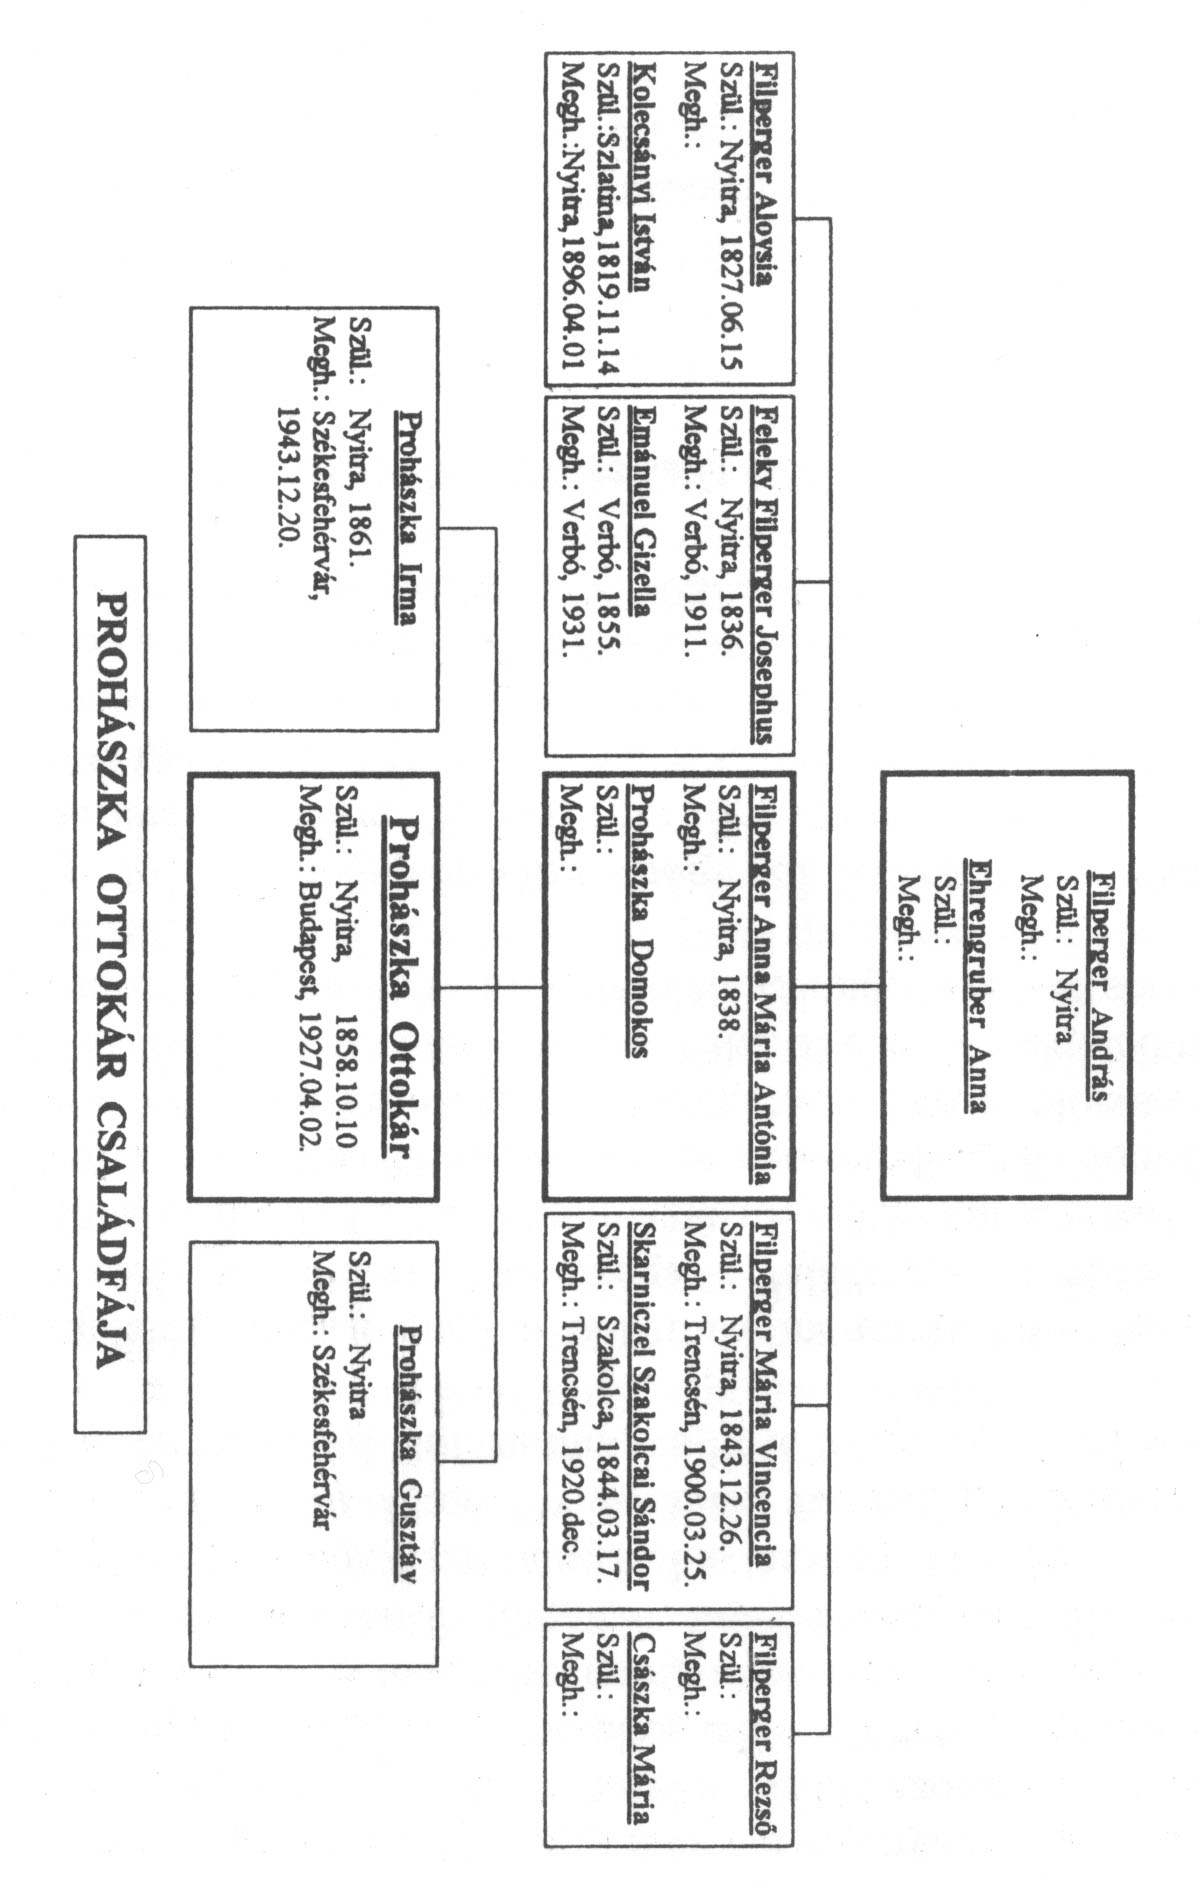 Filperger András
Szül.: Nyitra
Megh.:
Ehrengruber Anna
Szül.:
Megh.:
Filperger Aloysia
Szül.: Nyitra, 1827.06.15
Megh.:
Kolecsányi István
Szül.:Szlatina,1819.11.14
Megh.:Nyitra,1896.04.01
Feleky Filperger Josephus
Szül.: Nyitra, 1836.
Megh.: Verbó, 1911.
Emánuel Gizella
Szül.: Verbó, 1855.
Megh.: Verbó, 1931.
Filperger Anna Mária Antónia
Szül.: Nyitra, 1838.
Megh.:
Prohászka Domokos
Szül.:
Megh.:
Filperger Mária Vincencia
Szül.: Nyitra, 1843.12.26.
Megh.: Trencsén, 1900.03.25.
Skarniczel Szakolcai Sándor
Szül.: Szakolca, 1844.03.17.
Megh.: Trencsén, 1920.dec.
Filperger Rezső
Szül.:
Megh.:
Császka Mária
Szül.:
Megh.:
Prohászka Irma
Szül.: Nyitra, 1861.
Megh.: Székesfehérvár,
1943.12.20.
Prohászka Ottokár
Szül.: Nyitra, 1858.10.10
Megh.: Budapest, 1927.04.02.
Prohászka Gusztáv
Szül.: Nyitra
Megh.: Székesfehérvár
PROHÁSZKA OTTOKÁR CSALÁDFÁJA